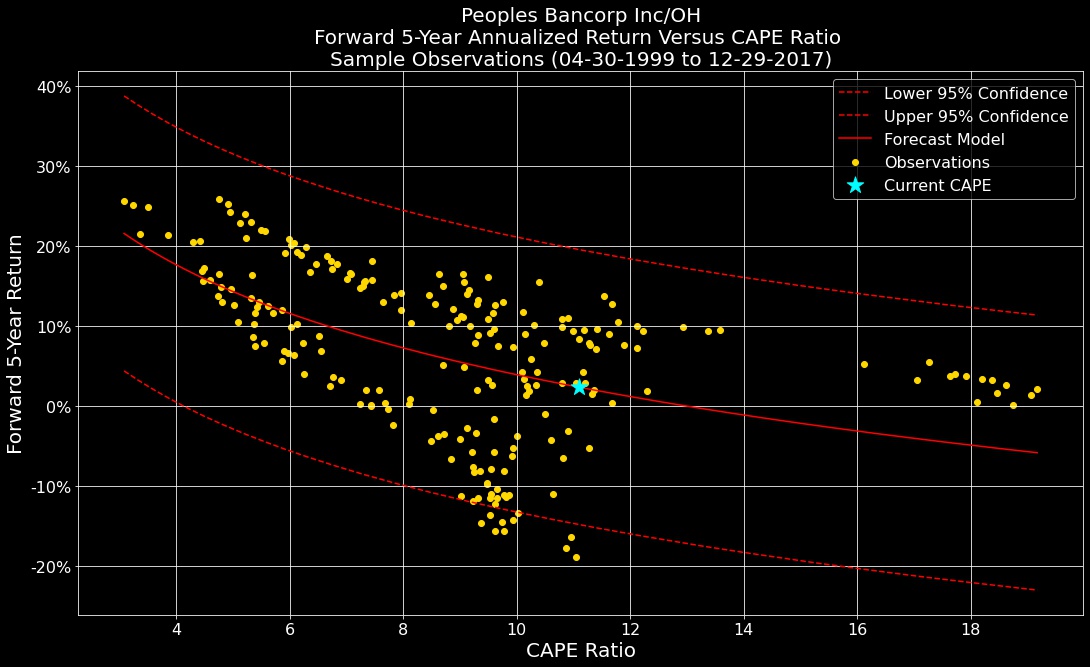 Peoples Bancorp Inc/OH
Forward 5-Year Annualized Return Versus CAPE Ratio
Sample Observations (04-30-1999 to 12-29-2017)
Lower 95% Confidence
Upper 95% Confidence
Forecast Model
Observations
Current CAPE
Forward 5-Year Return
40%
30%
20%
10%
0%
-10%
-20%
4 6 8 10 12 14 16 18
CAPE Ratio